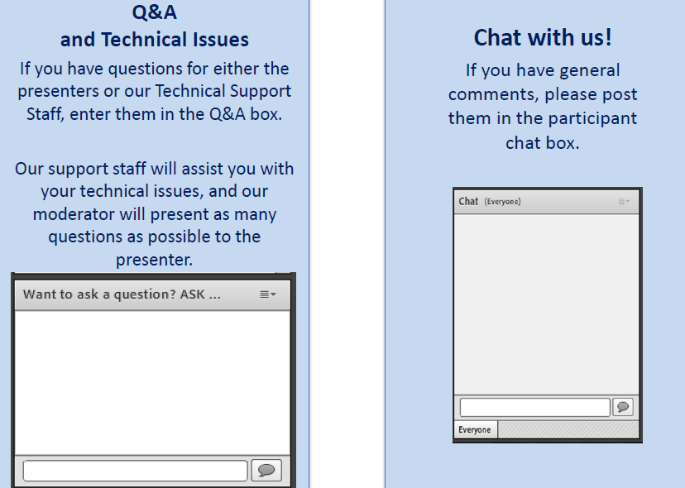 Q&A
and Technical Issues
If you have questions for either the
presenters or our Technical Support
Staff, enter them in the Q&A box.
Our support staff will assist you with
your technical issues, and our
moderator will present as many
questions as possible to the
presenter.
Want to ask a question? ASK ...
Chat with us!
If you have general
comments, please post
them in the participant
chat box.
Chat (Everyone)
Everyone